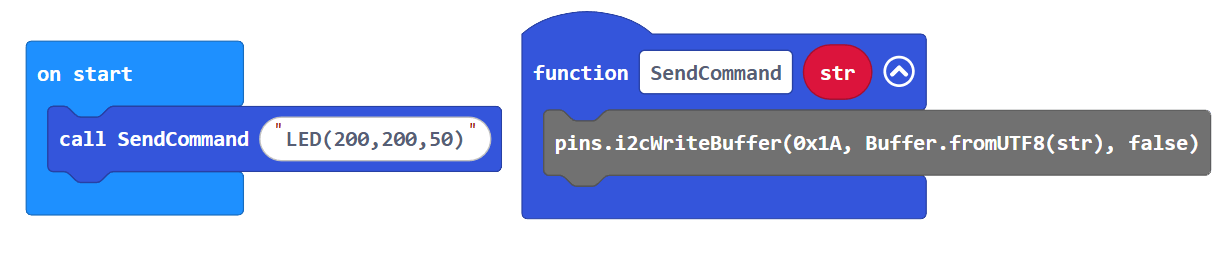 on start
call SendCommand "LED(200,200,50)"
function SendCommand str
pins.i2cWriteBuffer(0x1A, Buffer.fromUTF8(str), false)